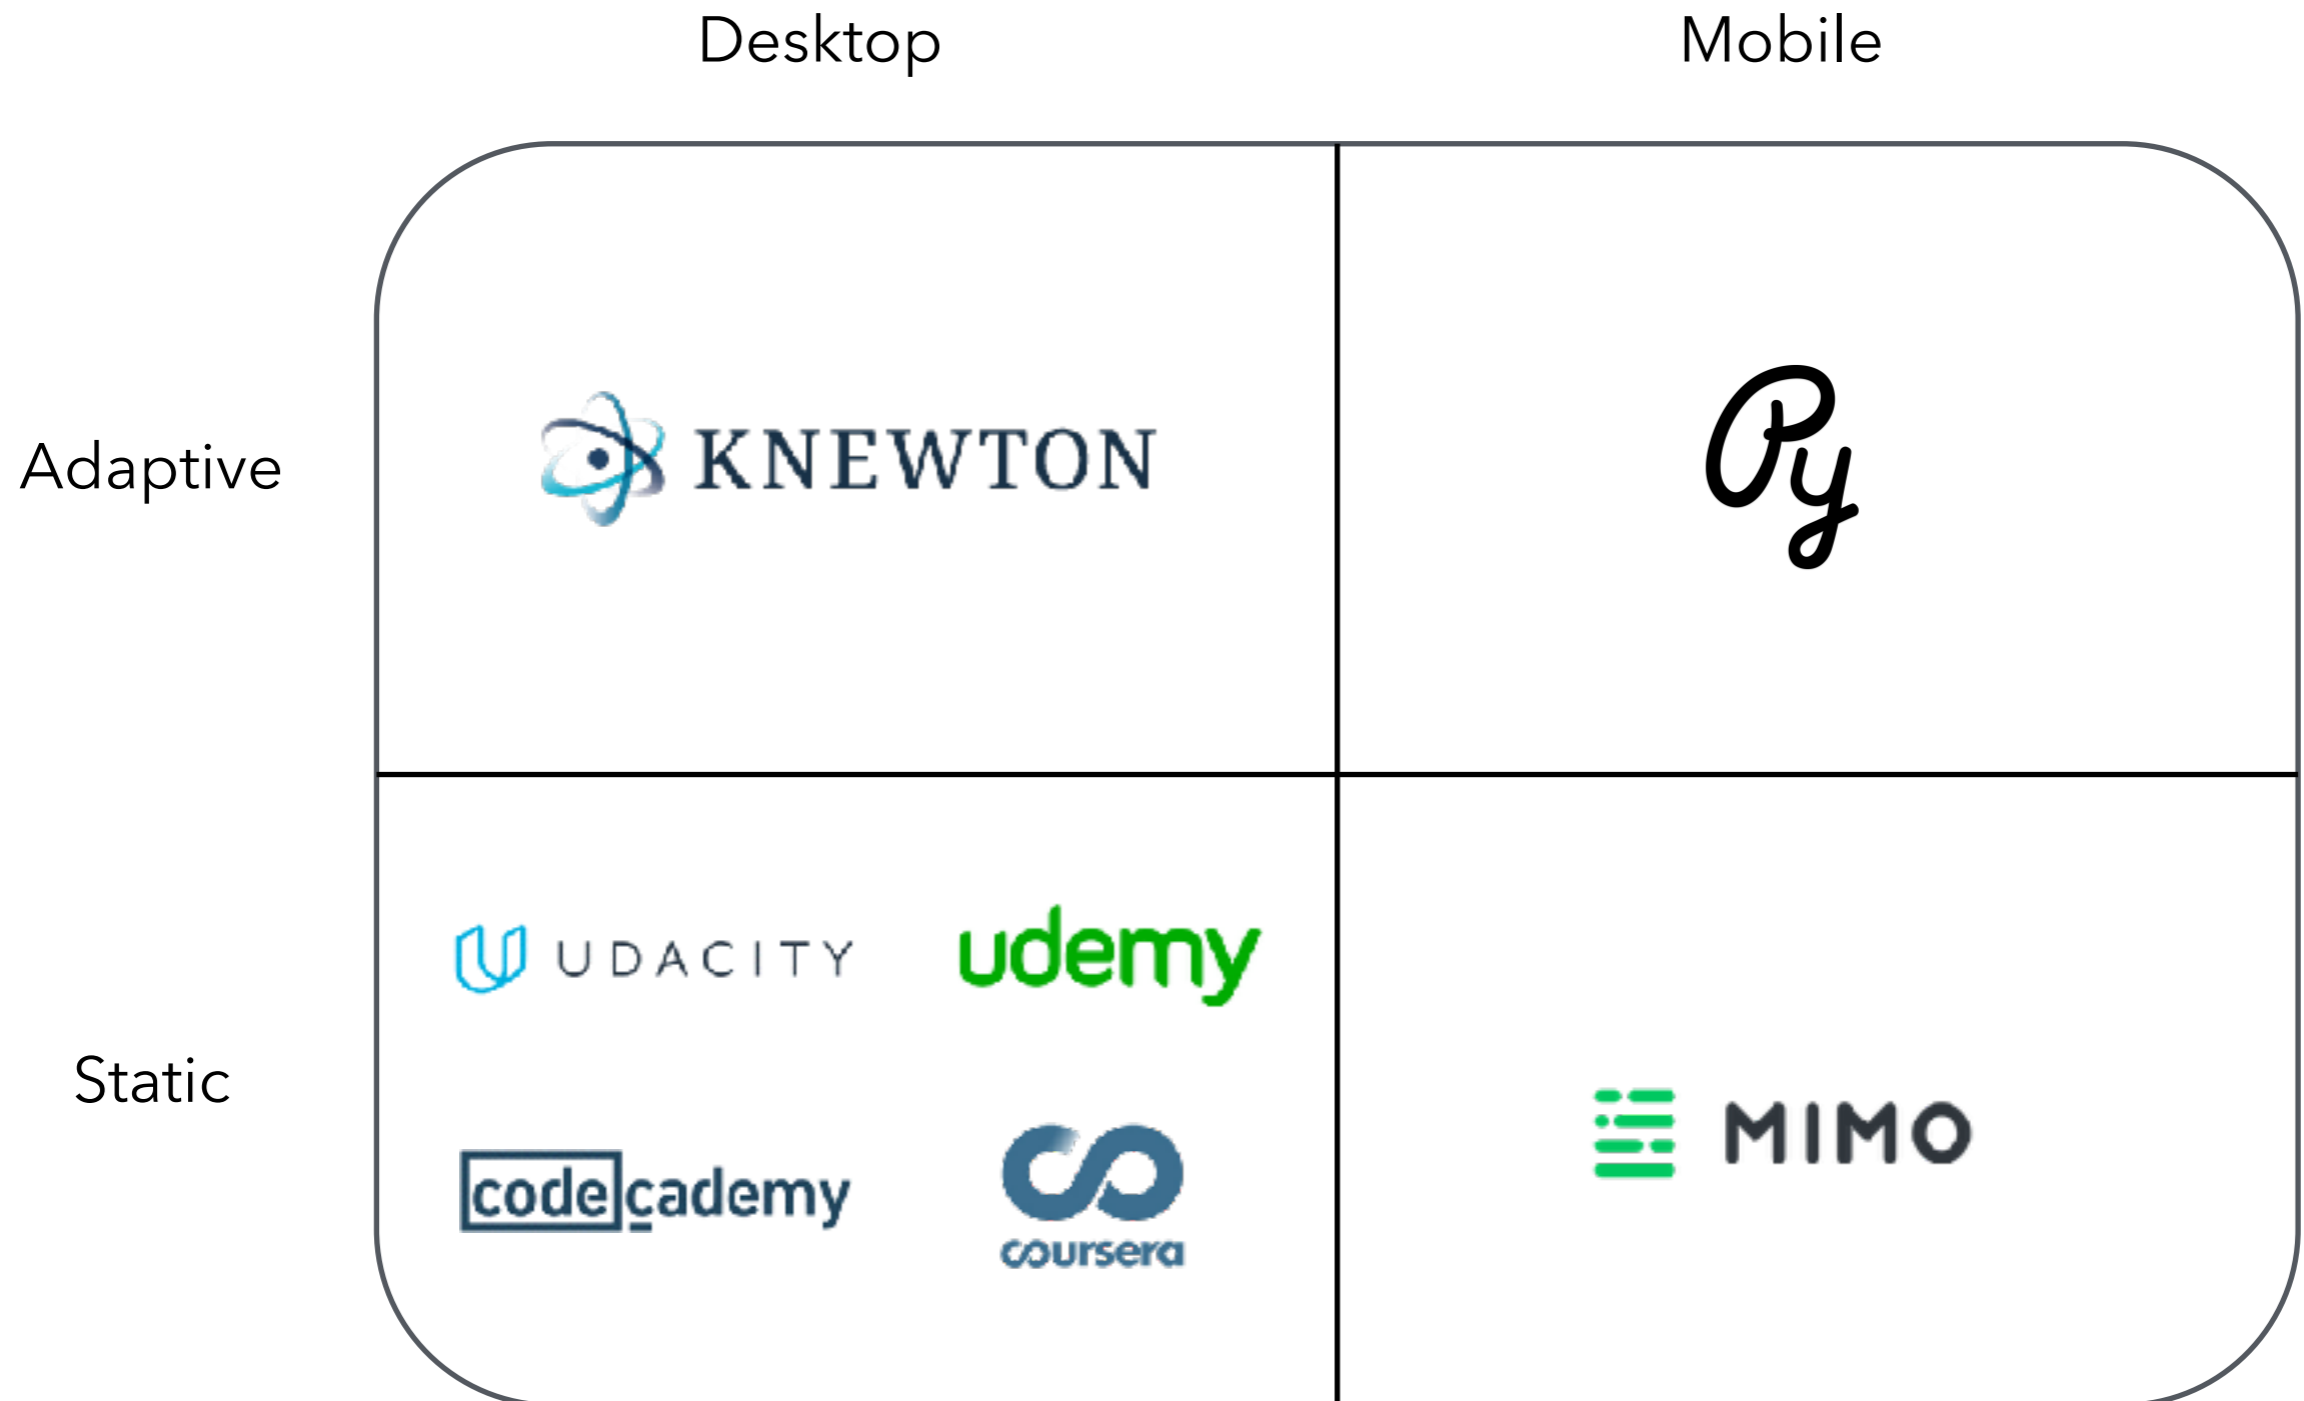 Desktop Mobile
Adaptive
KNEWTON
Py
UDACITY
udemy
Static
codecademy
coursera
MIMO